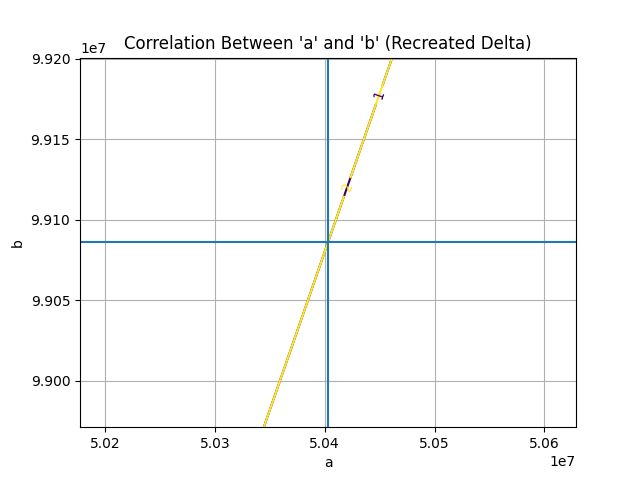 Correlation Between 'a' and 'b' (Recreated Delta)
1e7
9.920
9.915
9.910
9.905
9.900
b
1
2
5.02
5.03
5.04
5.05
5.06
a
1e7